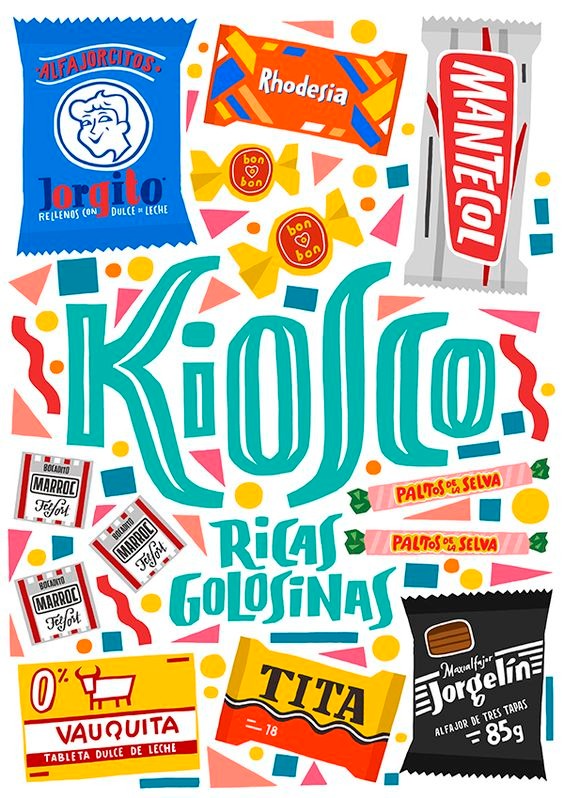 ALFAJORCITOS
Jorgito
RELLENOS CON DULCE DE LECHE
Rhodesia
MANTECOL
bon
bon
bon
bon
KIOSCO
BOCADITO
MARROC
Felfort
BOCADITO
MARROC
Felfort
BOCADITO
MARROC
Felfort
PALITOS DE LA SELVA
PALITOS DE LA SELVA
RICAS
GOLOSINAS
0%
VAUQUITA
TABLETA DULCE DE LECHE
TITA
18
Maxialfajor
Jorgelín
ALFAJOR DE TRES TAPAS
85g